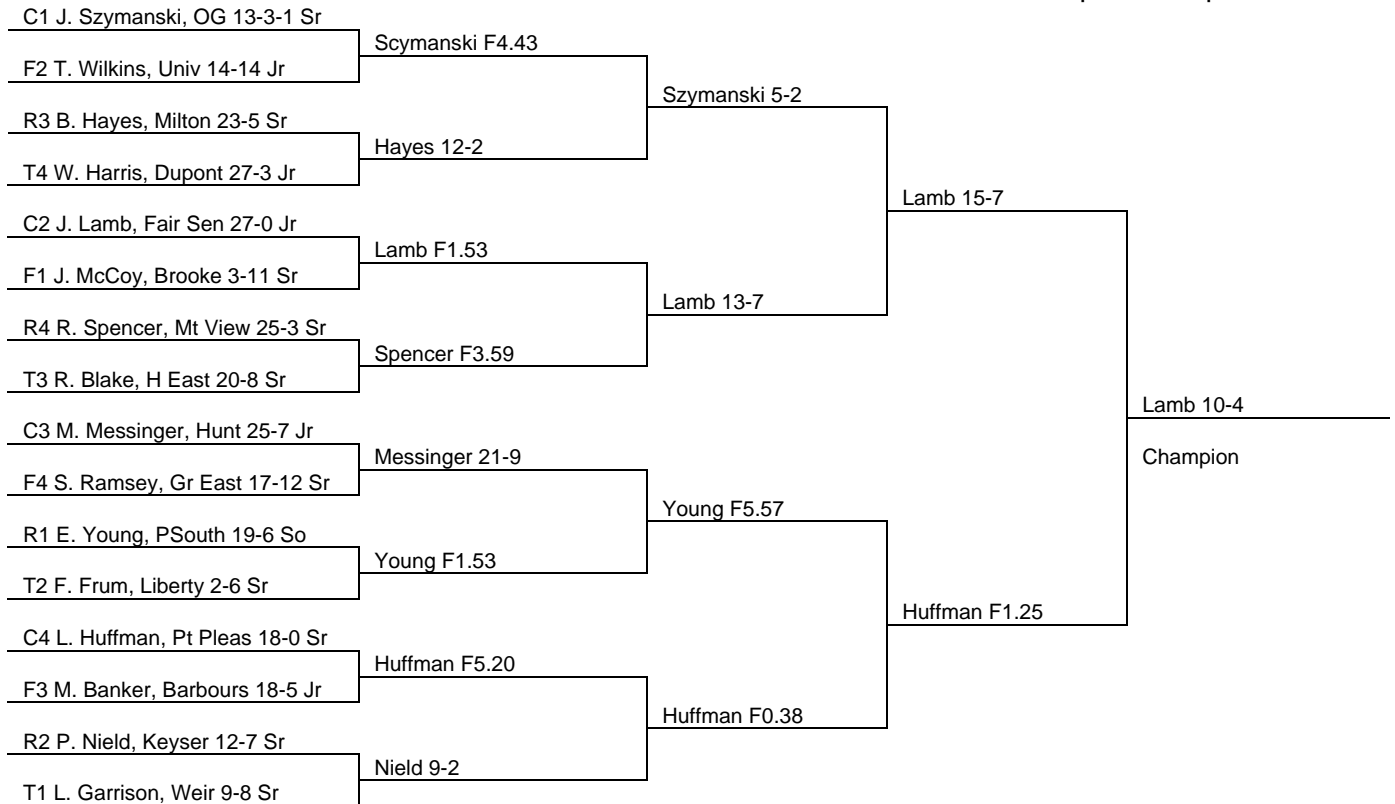 C1 J. Szymanski, OG 13-3-1 Sr
Scymanski F4.43
F2 T. Wilkins, Univ 14-14 Jr
Szymanski 5-2
R3 B. Hayes, Milton 23-5 Sr
Hayes 12-2
T4 W. Harris, Dupont 27-3 Jr
Lamb 15-7
C2 J. Lamb, Fair Sen 27-0 Jr
Lamb F1.53
F1 J. McCoy, Brooke 3-11 Sr
Lamb 13-7
R4 R. Spencer, Mt View 25-3 Sr
Spencer F3.59
T3 R. Blake, H East 20-8 Sr
Lamb 10-4
C3 M. Messinger, Hunt 25-7 Jr
Messinger 21-9
Champion
F4 S. Ramsey, Gr East 17-12 Sr
Young F5.57
R1 E. Young, PSouth 19-6 So
Young F1.53
T2 F. Frum, Liberty 2-6 Sr
Huffman F1.25
C4 L. Huffman, Pt Pleas 18-0 Sr
Huffman F5.20
F3 M. Banker, Barbours 18-5 Jr
Huffman F0.38
R2 P. Nield, Keyser 12-7 Sr
Nield 9-2
T1 L. Garrison, Weir 9-8 Sr